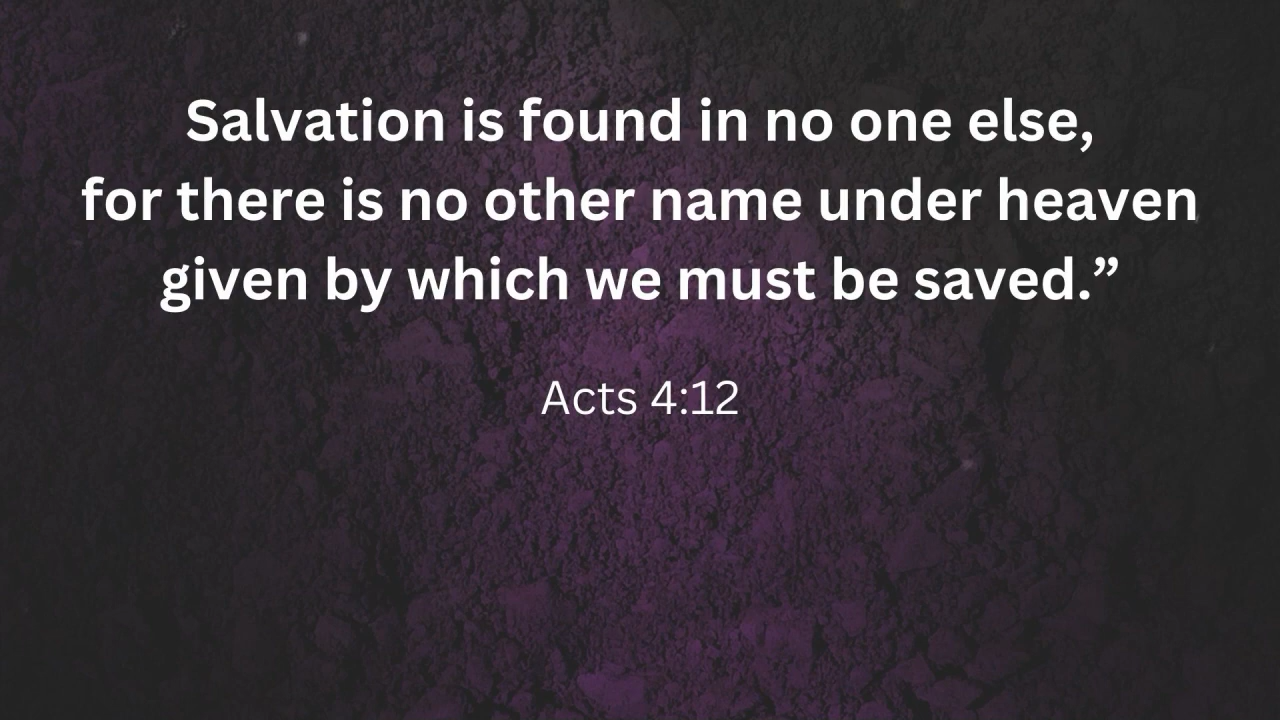 Salvation is found in no one else,
for there is no other name under heaven
given by which we must be saved.”
Acts 4:12